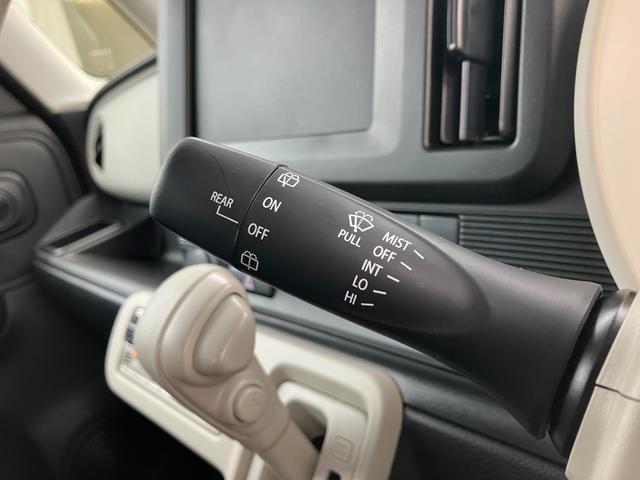 REAR
ON
OFF
PULL
MIST
OFF
INT
LO
HI